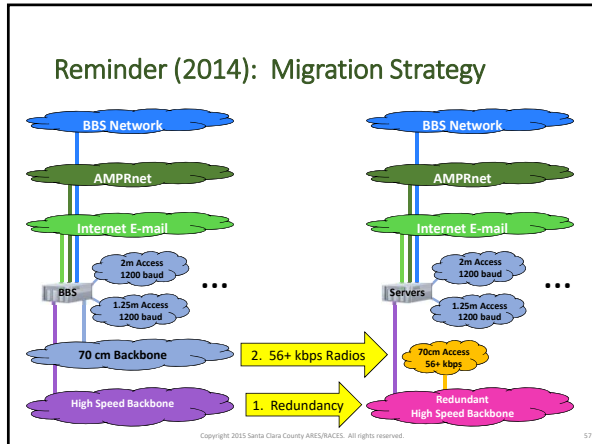 Reminder (2014): Migration Strategy
BBS Network
AMPRnet
Internet E-mail
2m Access
1200 baud
BBS
1.25m Access
1200 baud
...
70 cm Backbone
High Speed Backbone
2. 56+ kbps Radios
1. Redundancy
BBS Network
AMPRnet
Internet E-mail
2m Access
1200 baud
Servers
1.25m Access
1200 baud
...
70cm Access
56+ kbps
Redundant
High Speed Backbone
Copyright 2015 Santa Clara County ARES/RACES. All rights reserved.
57